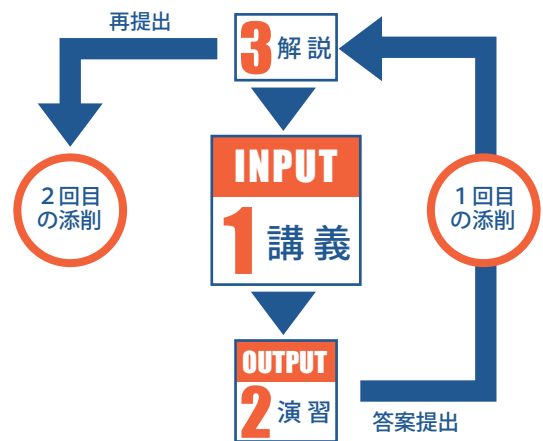 再提出
3 解説
INPUT
1 講義
2回目
の添削
1回目
の添削
OUTPUT
2 演習
答案提出